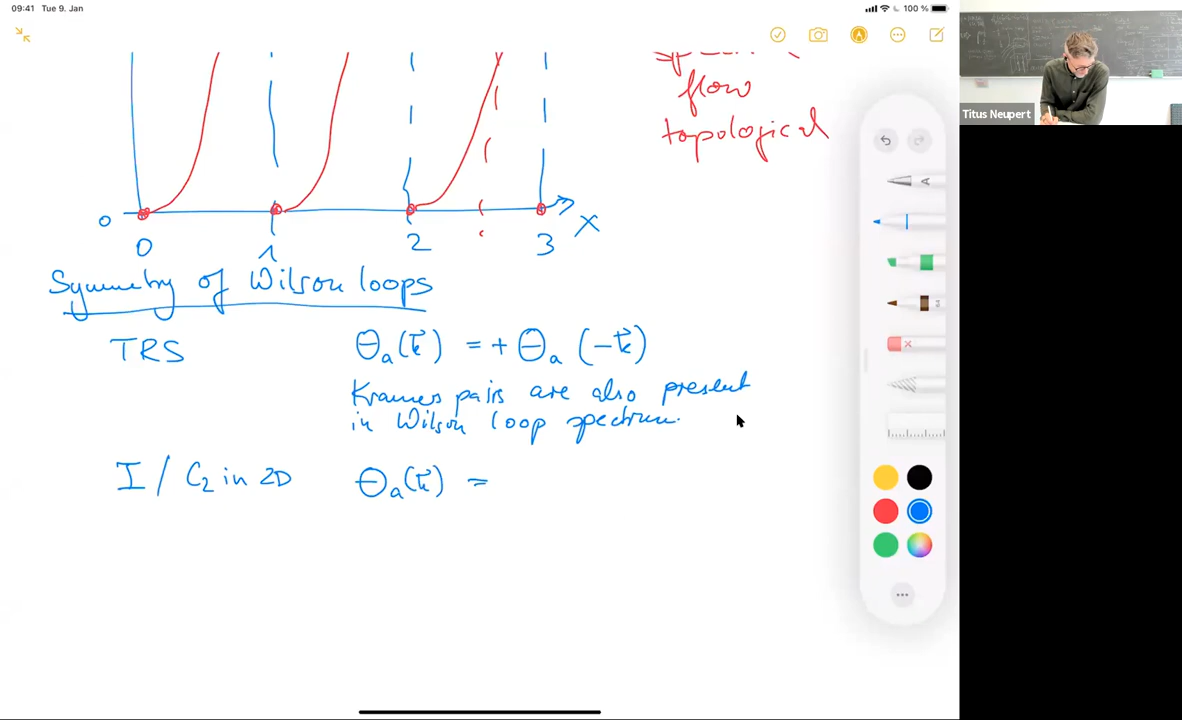 09:41 Tue 9. Jan
100 %
flow
topological
0
0 1 2 3 X
Symmetry of Wilson loops
TRS Θa(k⃗) = + Θa(-k⃗)
Kramers pairs are also present
in Wilson loop spectrum.
I / C2 in 2D Θa(k⃗) =
Titus Neupert
A